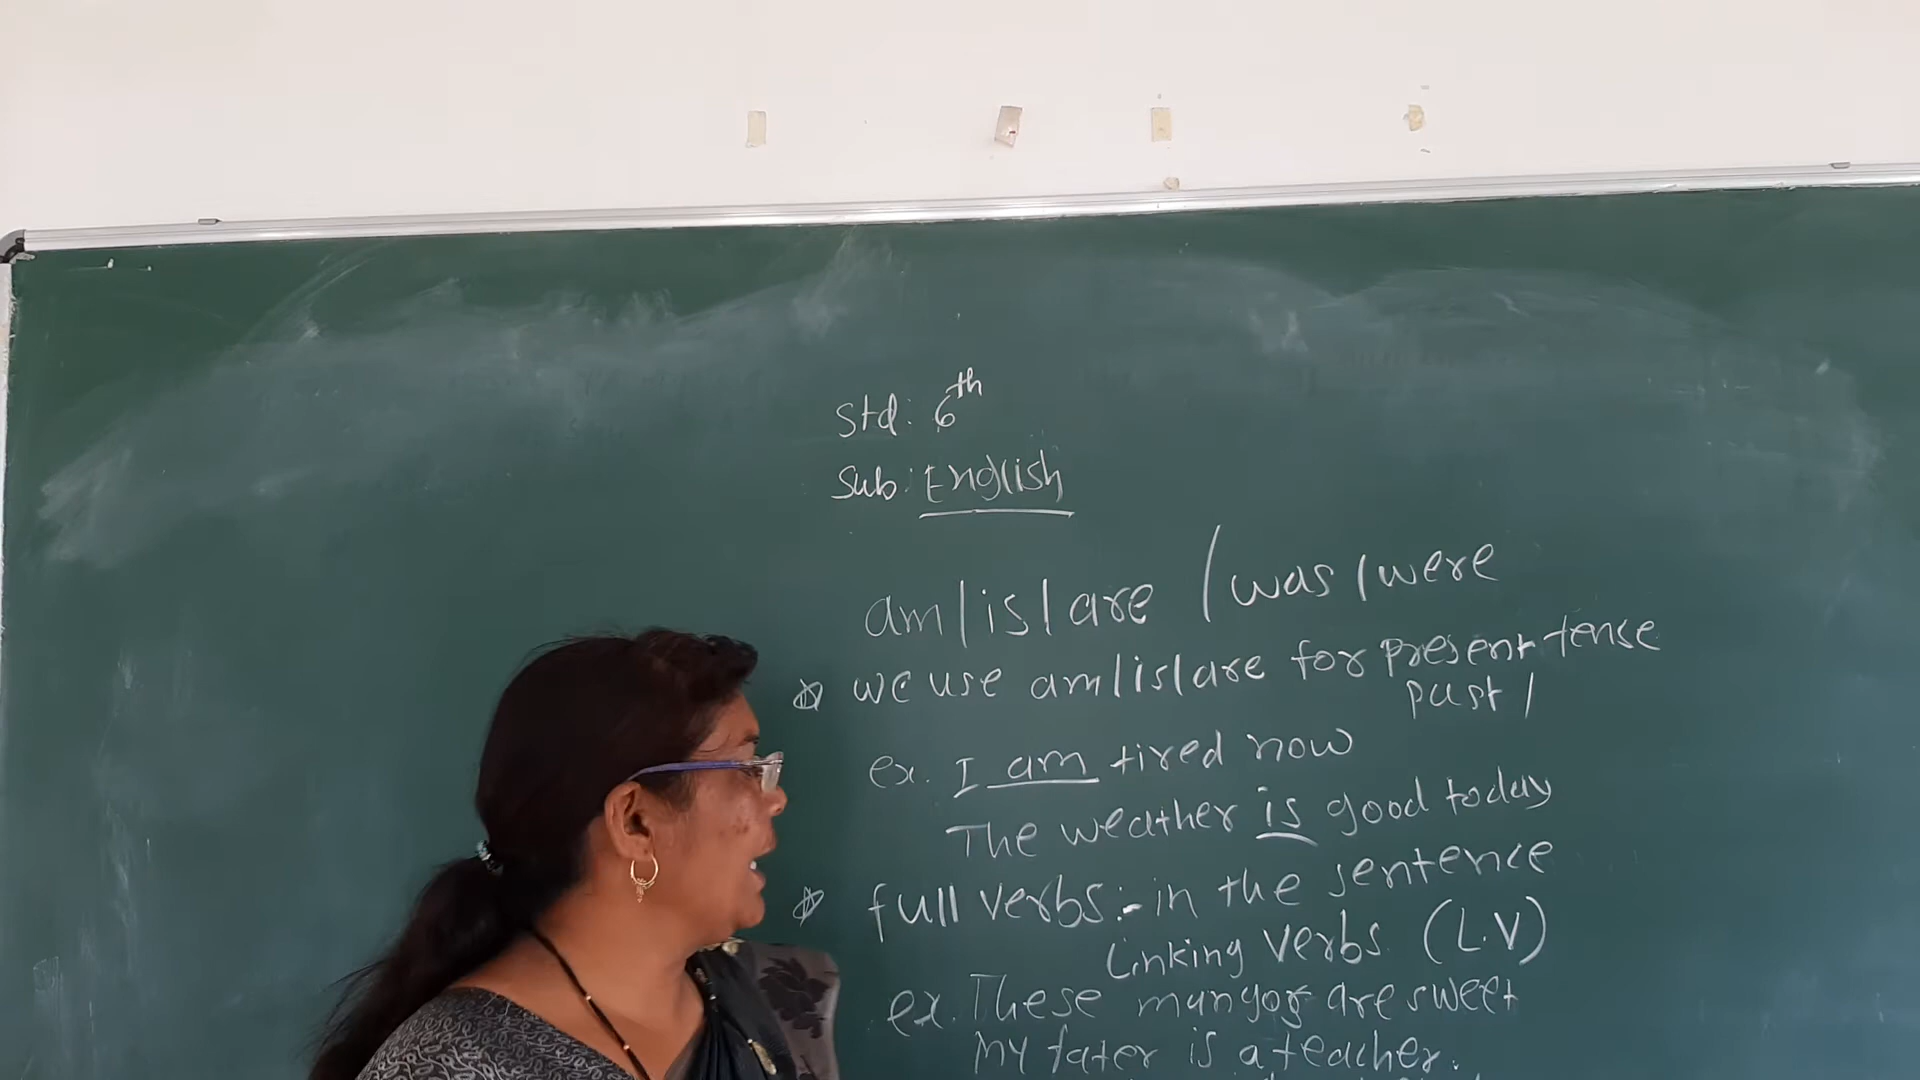 Std: 6th
Sub: English
am/is/are / was/were
we use am/is/are for present tense
past /
ex. I am tired now
The weather is good today
full verbs:- in the sentence
Linking verbs (L.V)
ex. These mangos are sweet
My fater is a teacher.